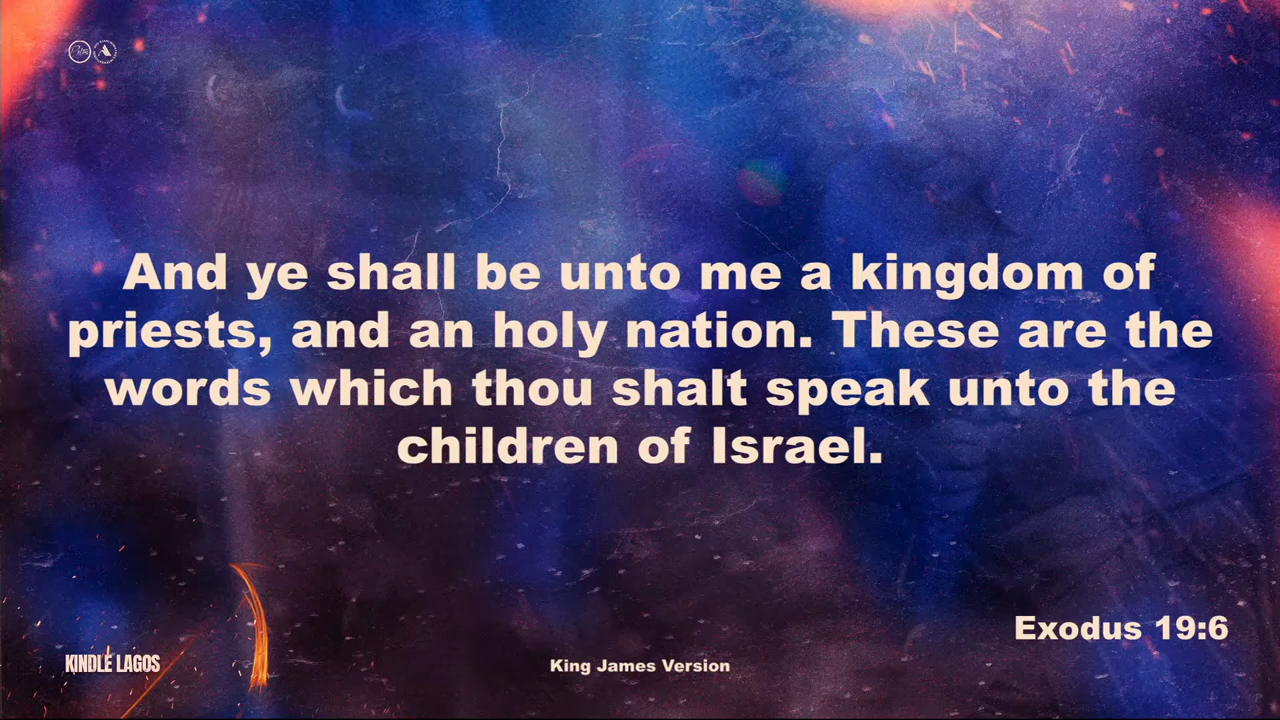 And ye shall be unto me a kingdom of
priests, and an holy nation. These are the
words which thou shalt speak unto the
children of Israel.
Exodus 19:6
KINDLE LAGOS
King James Version